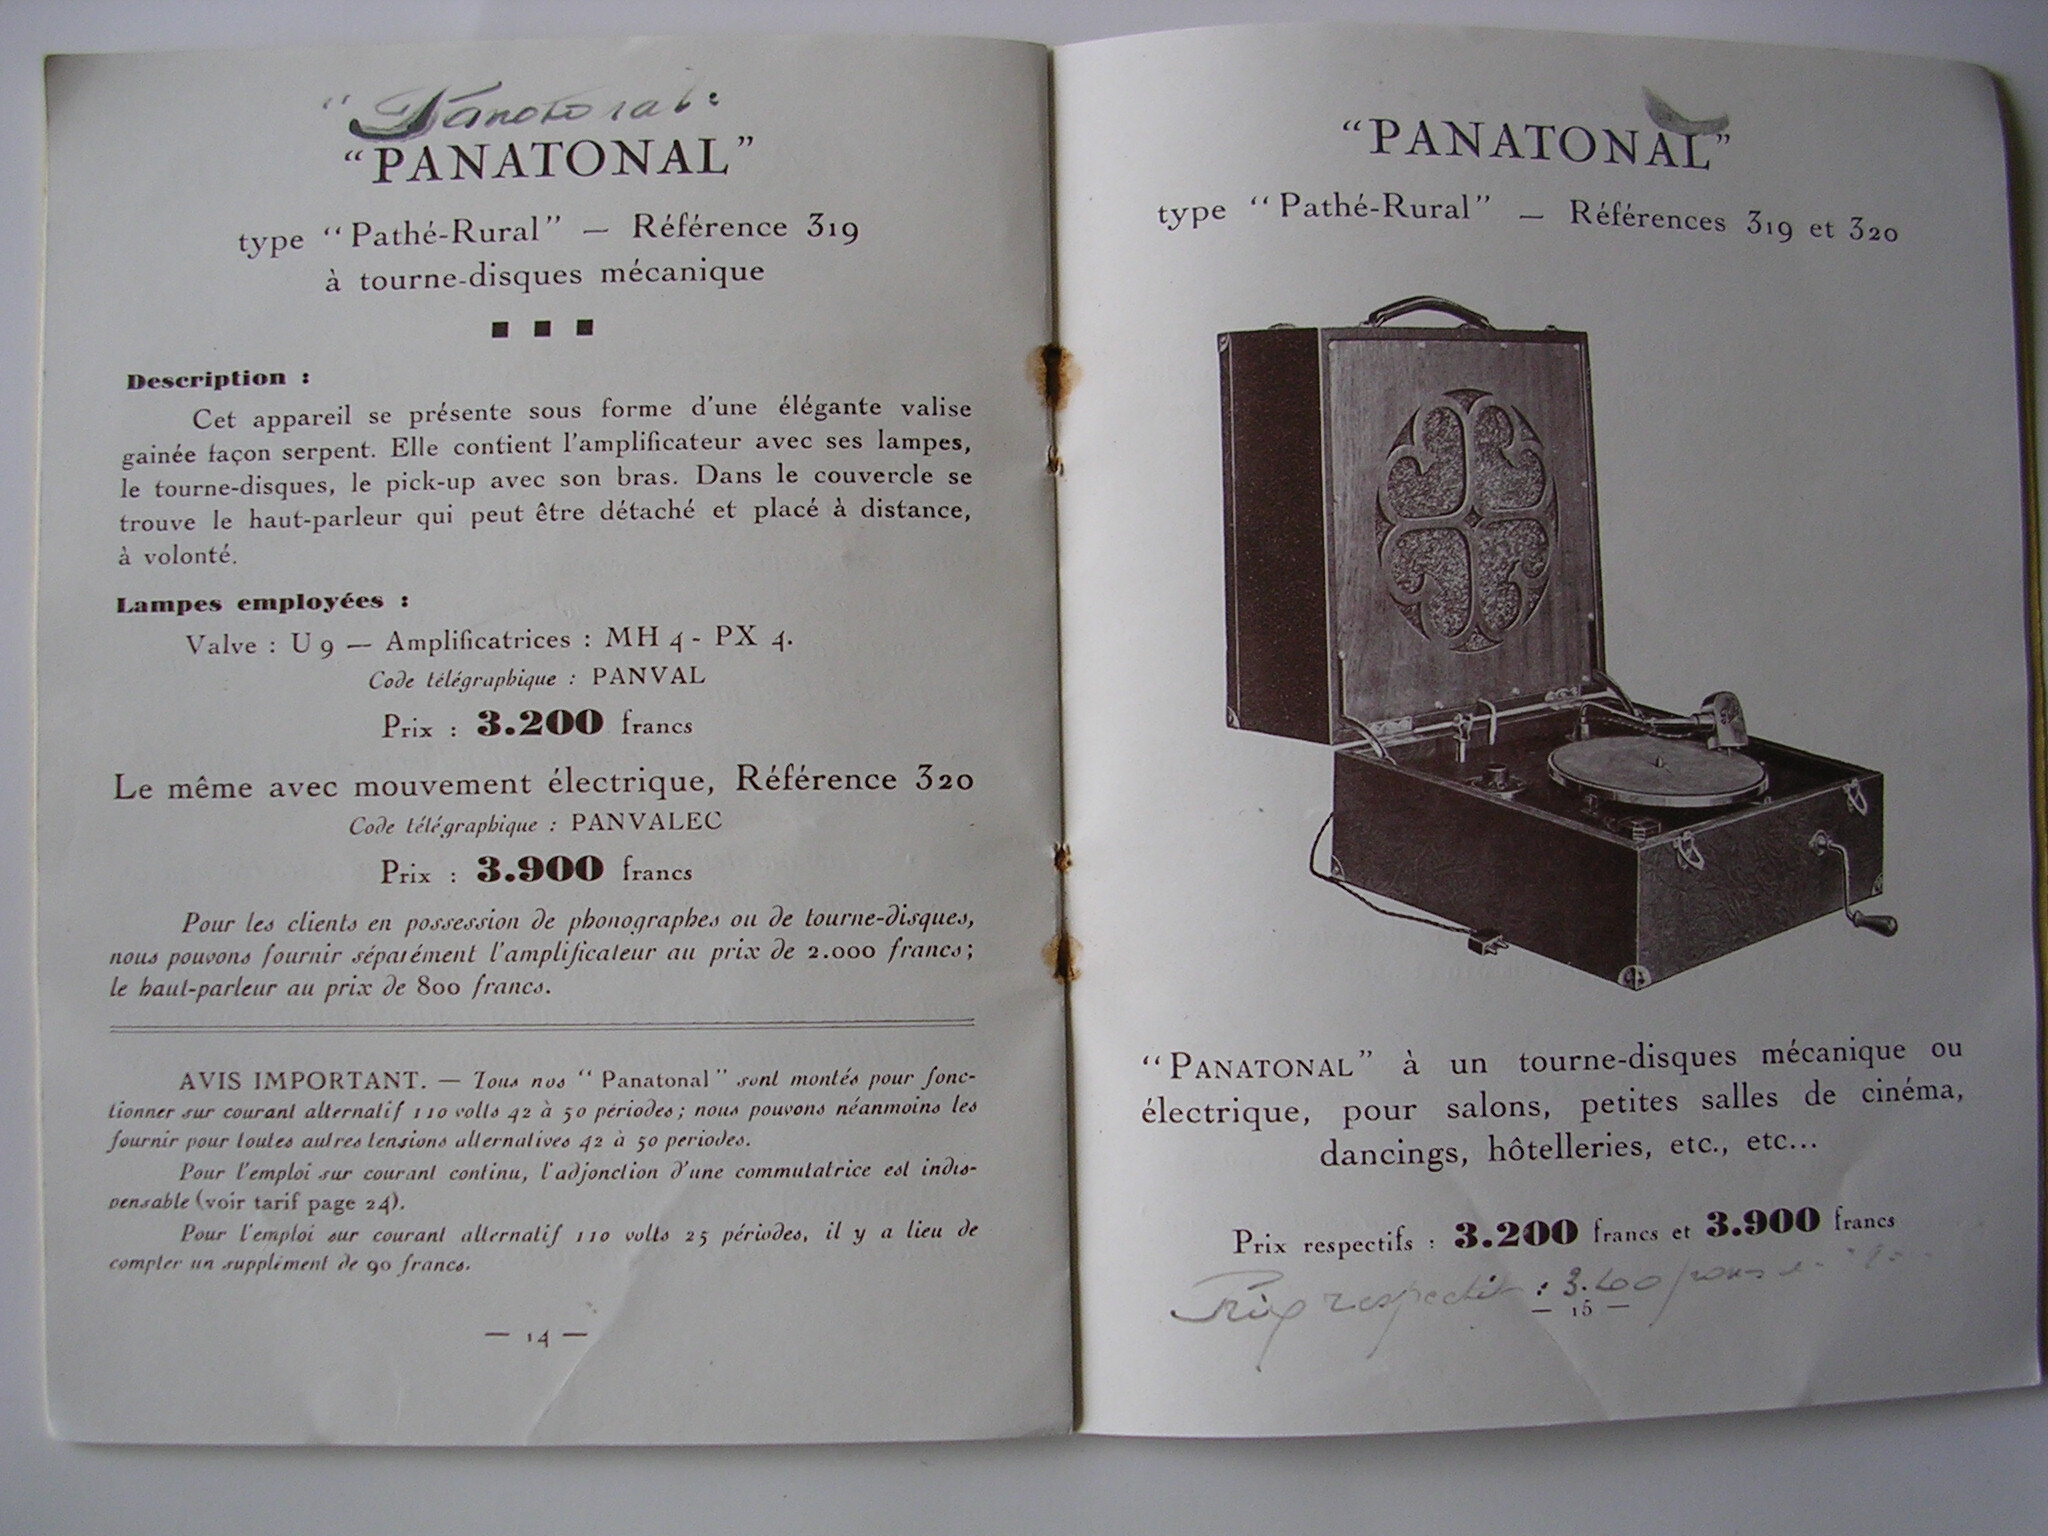 "Panotoral"
"PANATONAL"
type "Pathé-Rural" — Référence 319
à tourne-disques mécanique
Description :
Cet appareil se présente sous forme d'une élégante valise
gainée façon serpent. Elle contient l'amplificateur avec ses lampes,
le tourne-disques, le pick-up avec son bras. Dans le couvercle se
trouve le haut-parleur qui peut être détaché et placé à distance,
à volonté.
Lampes employées :
Valve : U 9 — Amplificatrices : MH 4 - PX 4.
Code télégraphique : PANVAL
Prix : 3.200 francs
Le même avec mouvement électrique, Référence 320
Code télégraphique : PANVALEC
Prix : 3.900 francs
Pour les clients en possession de phonographes ou de tourne-disques,
nous pouvons fournir séparément l'amplificateur au prix de 2.000 francs ;
le haut-parleur au prix de 800 francs.
AVIS IMPORTANT. — Tous nos "Panatonal" sont montés pour fonc-
tionner sur courant alternatif 110 volts 42 à 50 périodes ; nous pouvons néanmoins les
fournir pour toutes autres tensions alternatives 42 à 50 periodes.
Pour l'emploi sur courant continu, l'adjonction d'une commutatrice est indis-
pensable (voir tarif page 24).
Pour l'emploi sur courant alternatif 110 volts 25 périodes, il y a lieu de
compter un supplément de 90 francs.
— 14 —
"PANATONAL"
type "Pathé-Rural" — Références 319 et 320
"PANATONAL" à un tourne-disques mécanique ou
électrique, pour salons, petites salles de cinéma,
dancings, hôtelleries, etc., etc...
Prix respectifs : 3.200 francs et 3.900 francs
Prix respectif : 3.200 francs
— 15 —